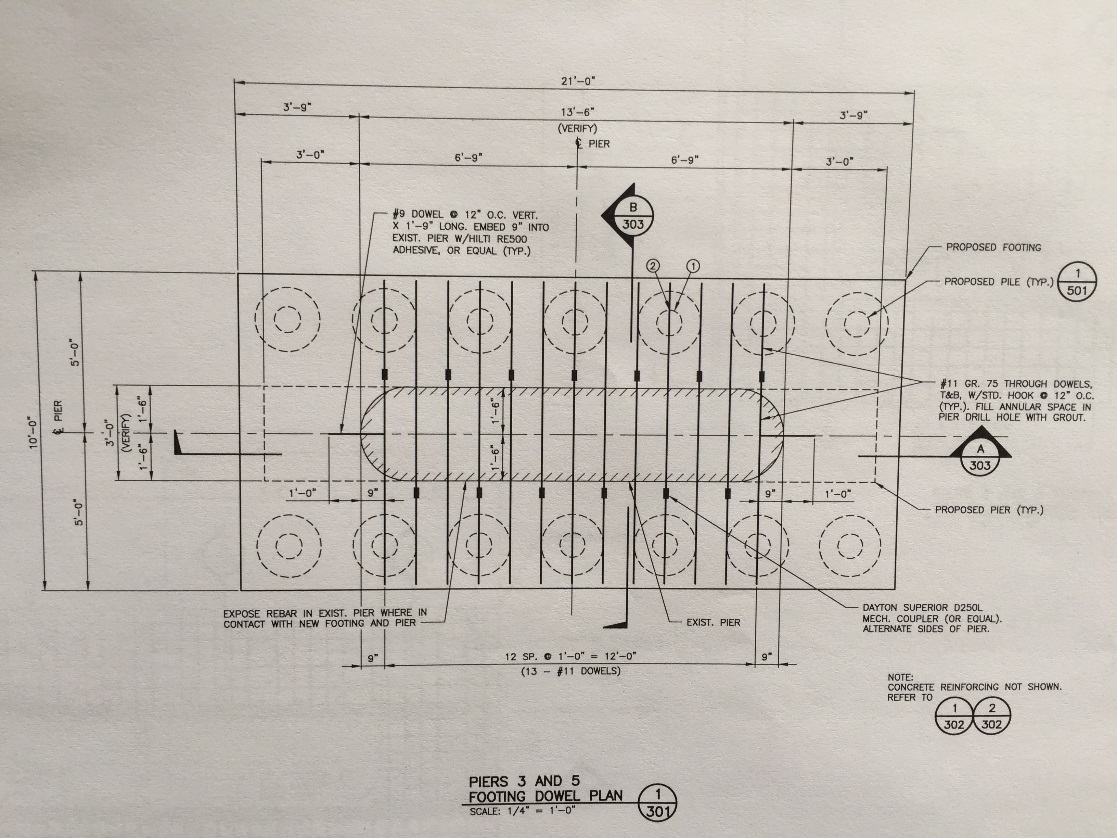 21'-0"
3'-9"
13'-6"
3'-9"
(VERIFY)
℄ PIER
3'-0"
6'-9"
6'-9"
3'-0"
#9 DOWEL @ 12" O.C. VERT.
X 1'-9" LONG. EMBED 9" INTO
EXIST. PIER W/HILTI RE500
ADHESIVE, OR EQUAL (TYP.)
B
303
2
1
PROPOSED FOOTING
PROPOSED PILE (TYP.)
1
501
#11 GR. 75 THROUGH DOWELS,
T&B, W/STD. HOOK @ 12" O.C.
(TYP.). FILL ANNULAR SPACE IN
PIER DRILL HOLE WITH GROUT.
A
303
10'-0"
℄ PIER
5'-0"
5'-0"
3'-0"
(VERIFY)
1'-6"
1'-6"
1'-6"
1'-6"
1'-0"
9"
9"
1'-0"
PROPOSED PIER (TYP.)
EXPOSE REBAR IN EXIST. PIER WHERE IN
CONTACT WITH NEW FOOTING AND PIER
EXIST. PIER
DAYTON SUPERIOR D250L
MECH. COUPLER (OR EQUAL).
ALTERNATE SIDES OF PIER.
9"
12 SP. @ 1'-0" = 12'-0"
9"
(13 - #11 DOWELS)
NOTE:
CONCRETE REINFORCING NOT SHOWN.
REFER TO
1
302
2
302
PIERS 3 AND 5
FOOTING DOWEL PLAN
SCALE: 1/4" = 1'-0"
1
301